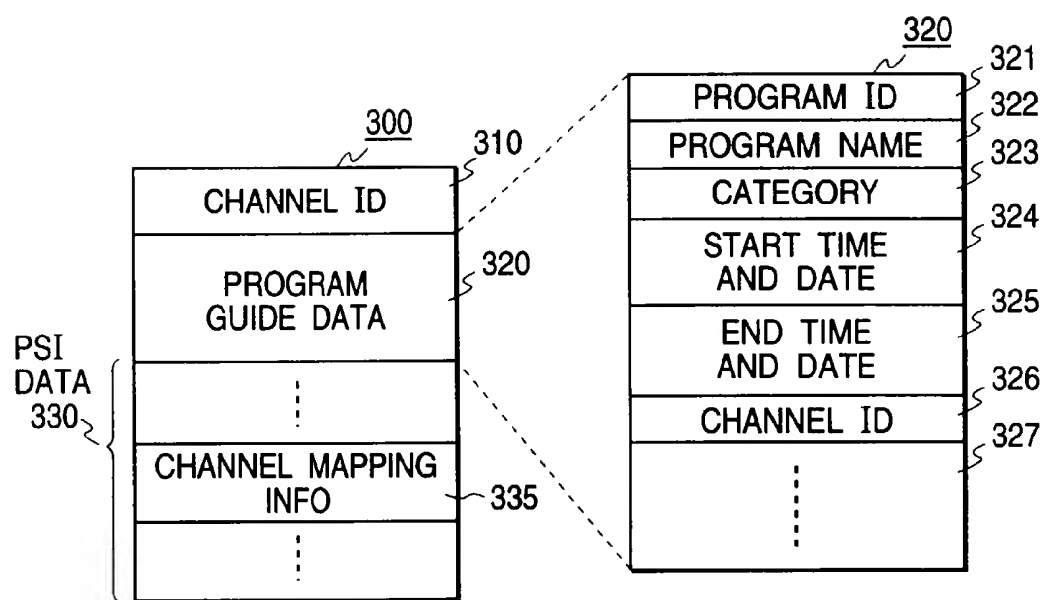 300
310
CHANNEL ID
PROGRAM
GUIDE DATA
320
PSI
DATA
330
CHANNEL MAPPING
INFO
335
320
321
PROGRAM ID
322
PROGRAM NAME
323
CATEGORY
324
START TIME
AND DATE
325
END TIME
AND DATE
326
CHANNEL ID
327